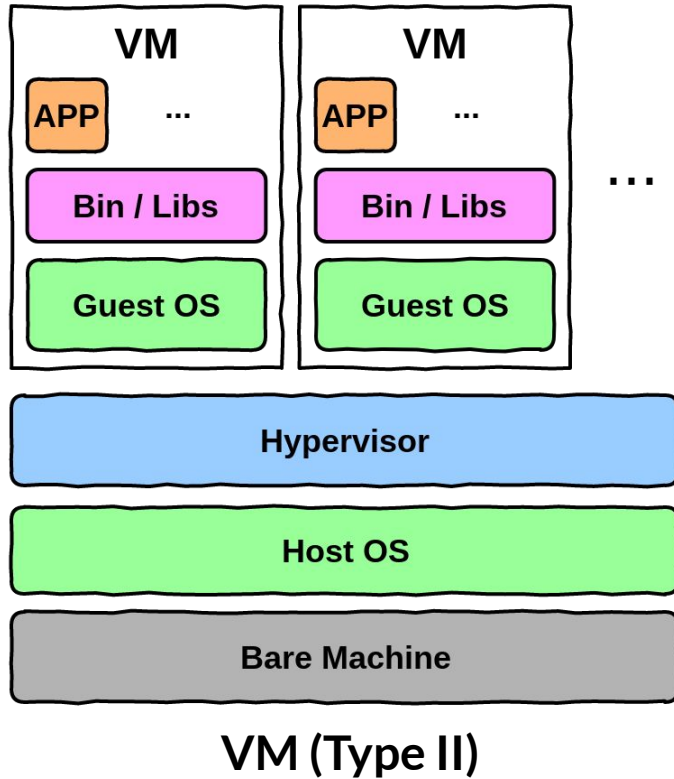 VM
APP ...
Bin / Libs
Guest OS
VM
APP ...
Bin / Libs
Guest OS
...
Hypervisor
Host OS
Bare Machine
VM (Type II)